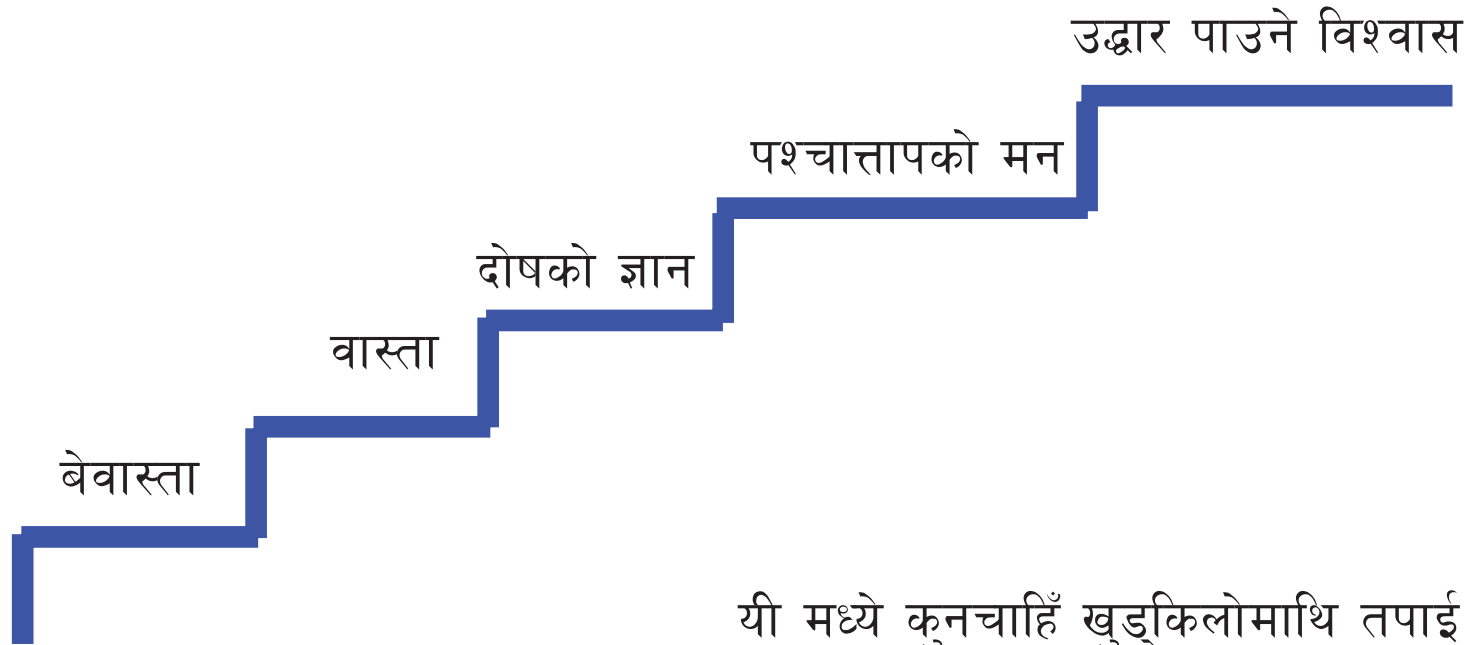 उद्धार पाउने विश्वास
पश्चात्तापको मन
दोषको ज्ञान
वास्ता
बेवास्ता
यी मध्ये कुनचाहिँ खुड्किलोमाथि तपाई